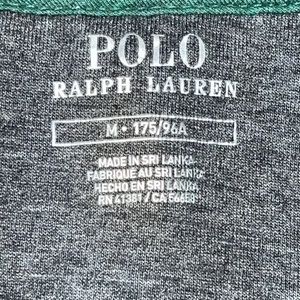 POLO
RALPH LAUREN
M • 175/96A
MADE IN SRI LANKA
FABRIQUÉ AU SRI LANKA
HECHO EN SRI LANKA
RN 41381 / CA